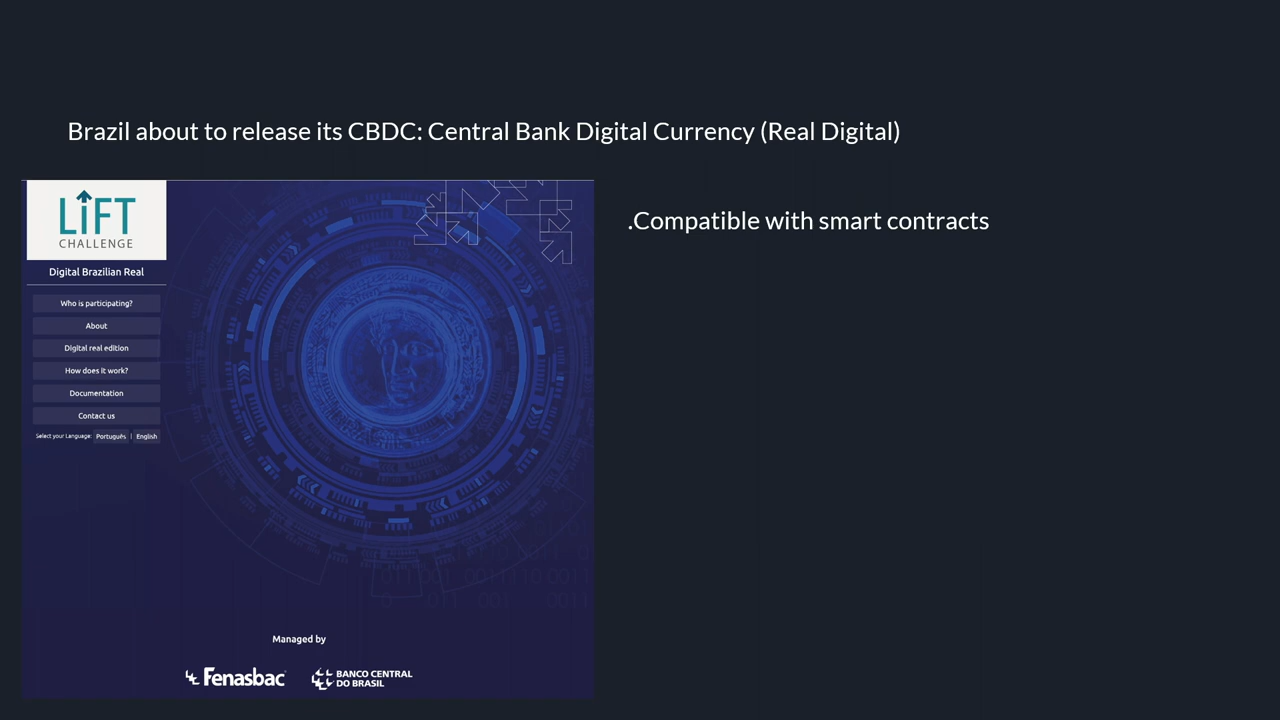 Brazil about to release its CBDC: Central Bank Digital Currency (Real Digital)
LiFT
CHALLENGE
Digital Brazilian Real
Who is participating?
About
Digital real edition
How does it work?
Documentation
Contact us
Select your Language: Português | English
.Compatible with smart contracts
Managed by
Fenasbac
BANCO CENTRAL
DO BRASIL